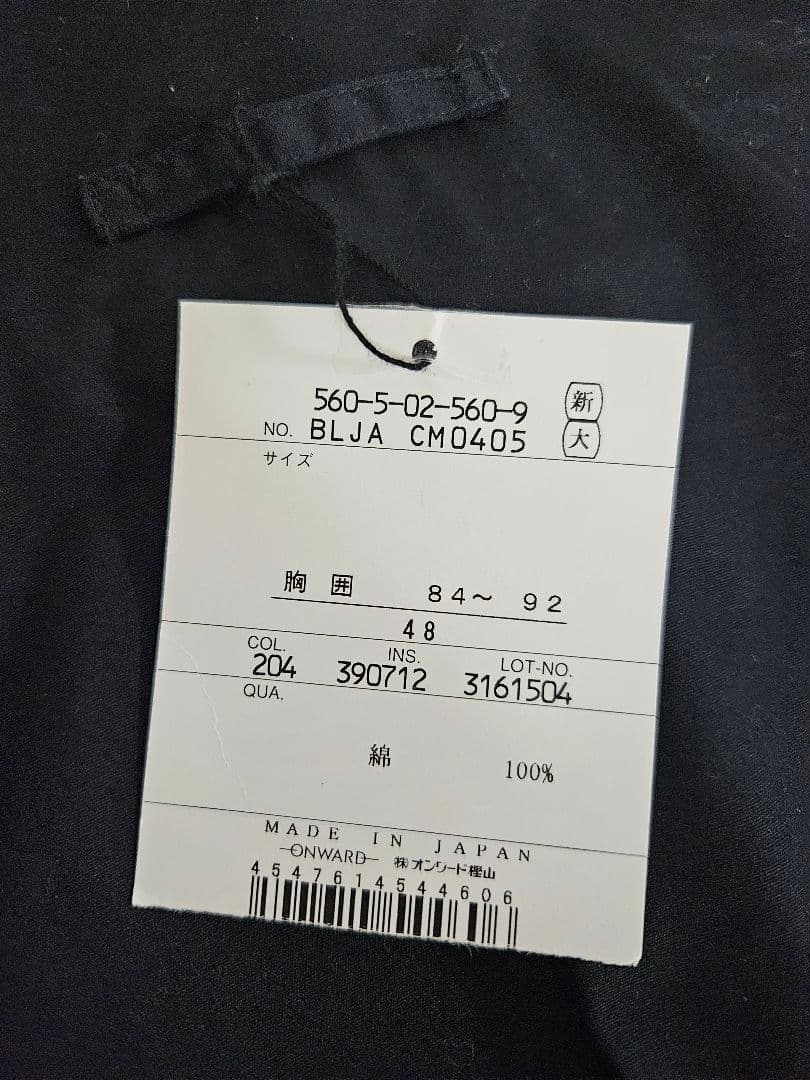 560-5-02-560-9 新
NO. BLJA CM0405 大
サイズ
胸 囲 84〜 92
48
COL. INS. LOT-NO.
204 390712 3161504
QUA.
綿 100%
MADE IN JAPAN
ONWARD ㈱オンワード樫山
4547614544606